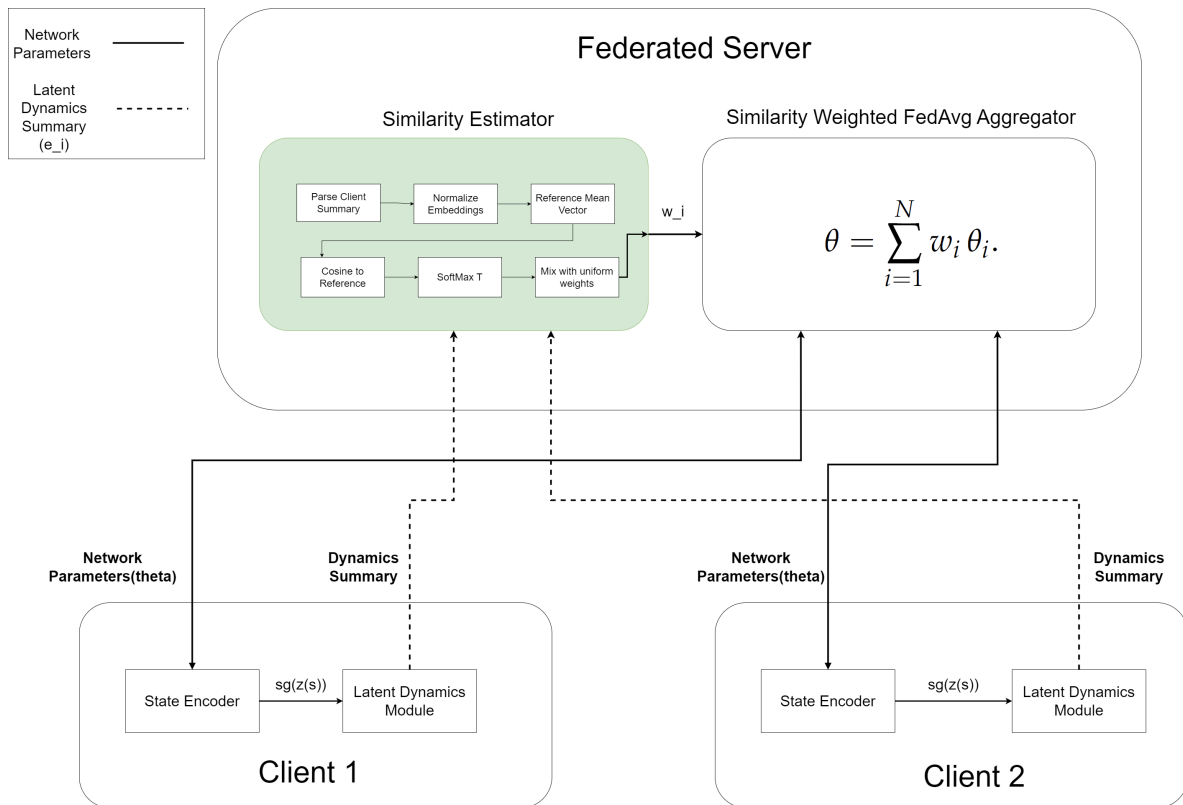 Network
Parameters
Latent
Dynamics
Summary
(e_i)
Federated Server
Similarity Estimator
Parse Client
Summary
Normalize
Embeddings
Reference Mean
Vector
Cosine to
Reference
SoftMax T
Mix with uniform
weights
w_i
Similarity Weighted FedAvg Aggregator
θ = ∑_{i=1}^{N} w_i θ_i.
Network
Parameters(theta)
Dynamics
Summary
Network
Parameters(theta)
Dynamics
Summary
State Encoder
sg(z(s))
Latent Dynamics
Module
Client 1
State Encoder
sg(z(s))
Latent Dynamics
Module
Client 2